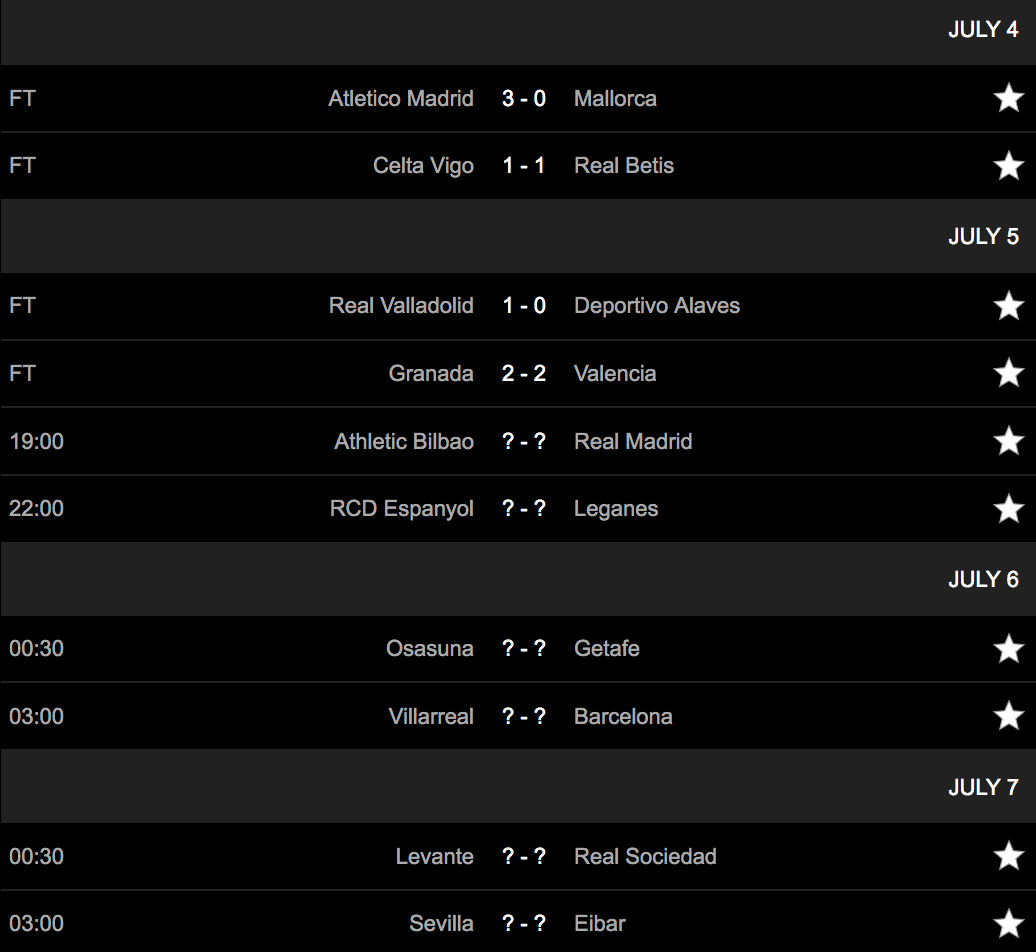 JULY 4
FT Atletico Madrid 3 - 0 Mallorca
FT Celta Vigo 1 - 1 Real Betis
JULY 5
FT Real Valladolid 1 - 0 Deportivo Alaves
FT Granada 2 - 2 Valencia
19:00 Athletic Bilbao ? - ? Real Madrid
22:00 RCD Espanyol ? - ? Leganes
JULY 6
00:30 Osasuna ? - ? Getafe
03:00 Villarreal ? - ? Barcelona
JULY 7
00:30 Levante ? - ? Real Sociedad
03:00 Sevilla ? - ? Eibar